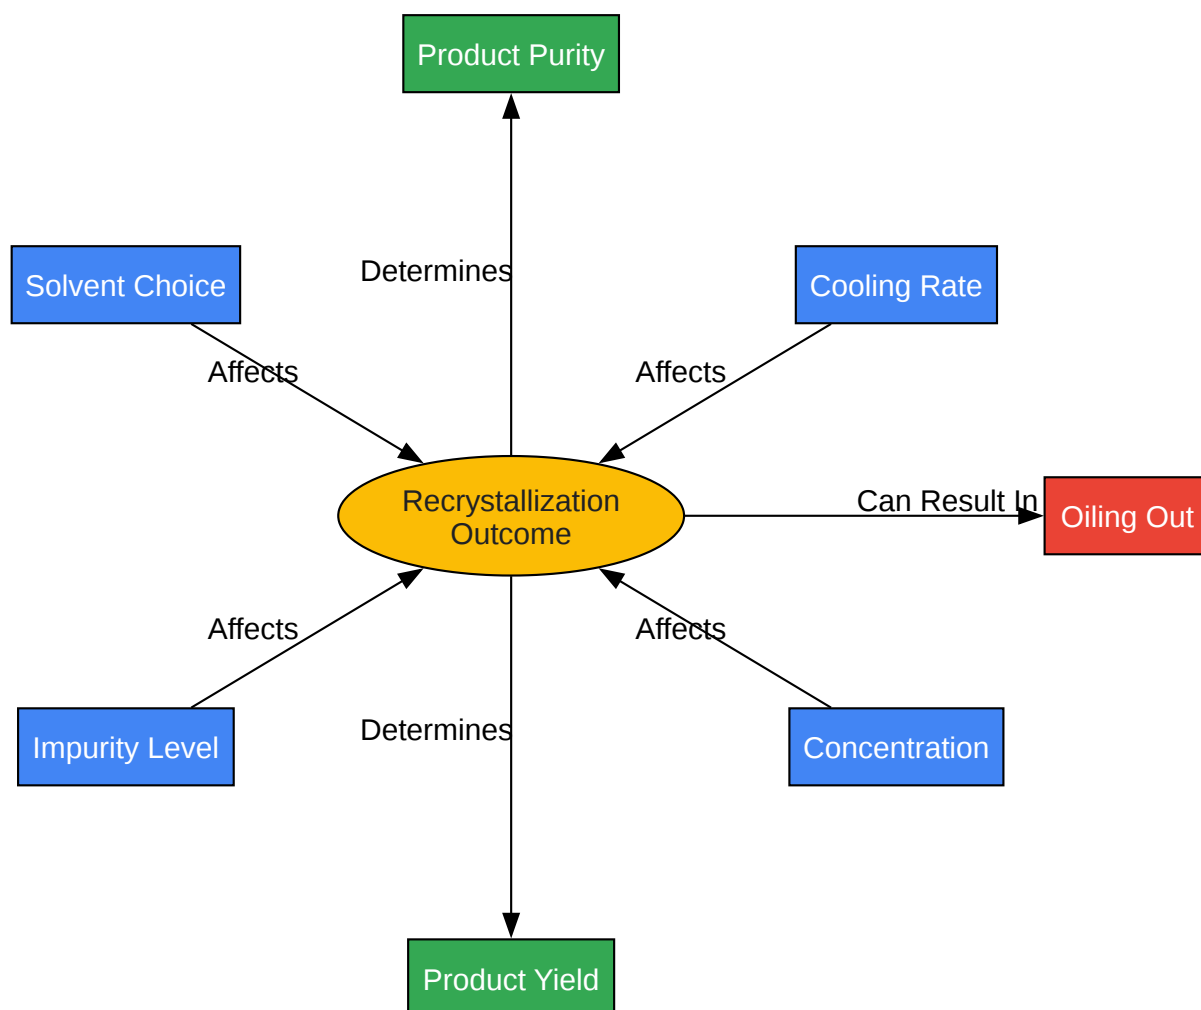 Product Purity
Determines
Solvent Choice
Cooling Rate
Affects
Affects
Recrystallization
Outcome
Can Result In
Oiling Out
Affects
Affects
Impurity Level
Determines
Concentration
Product Yield